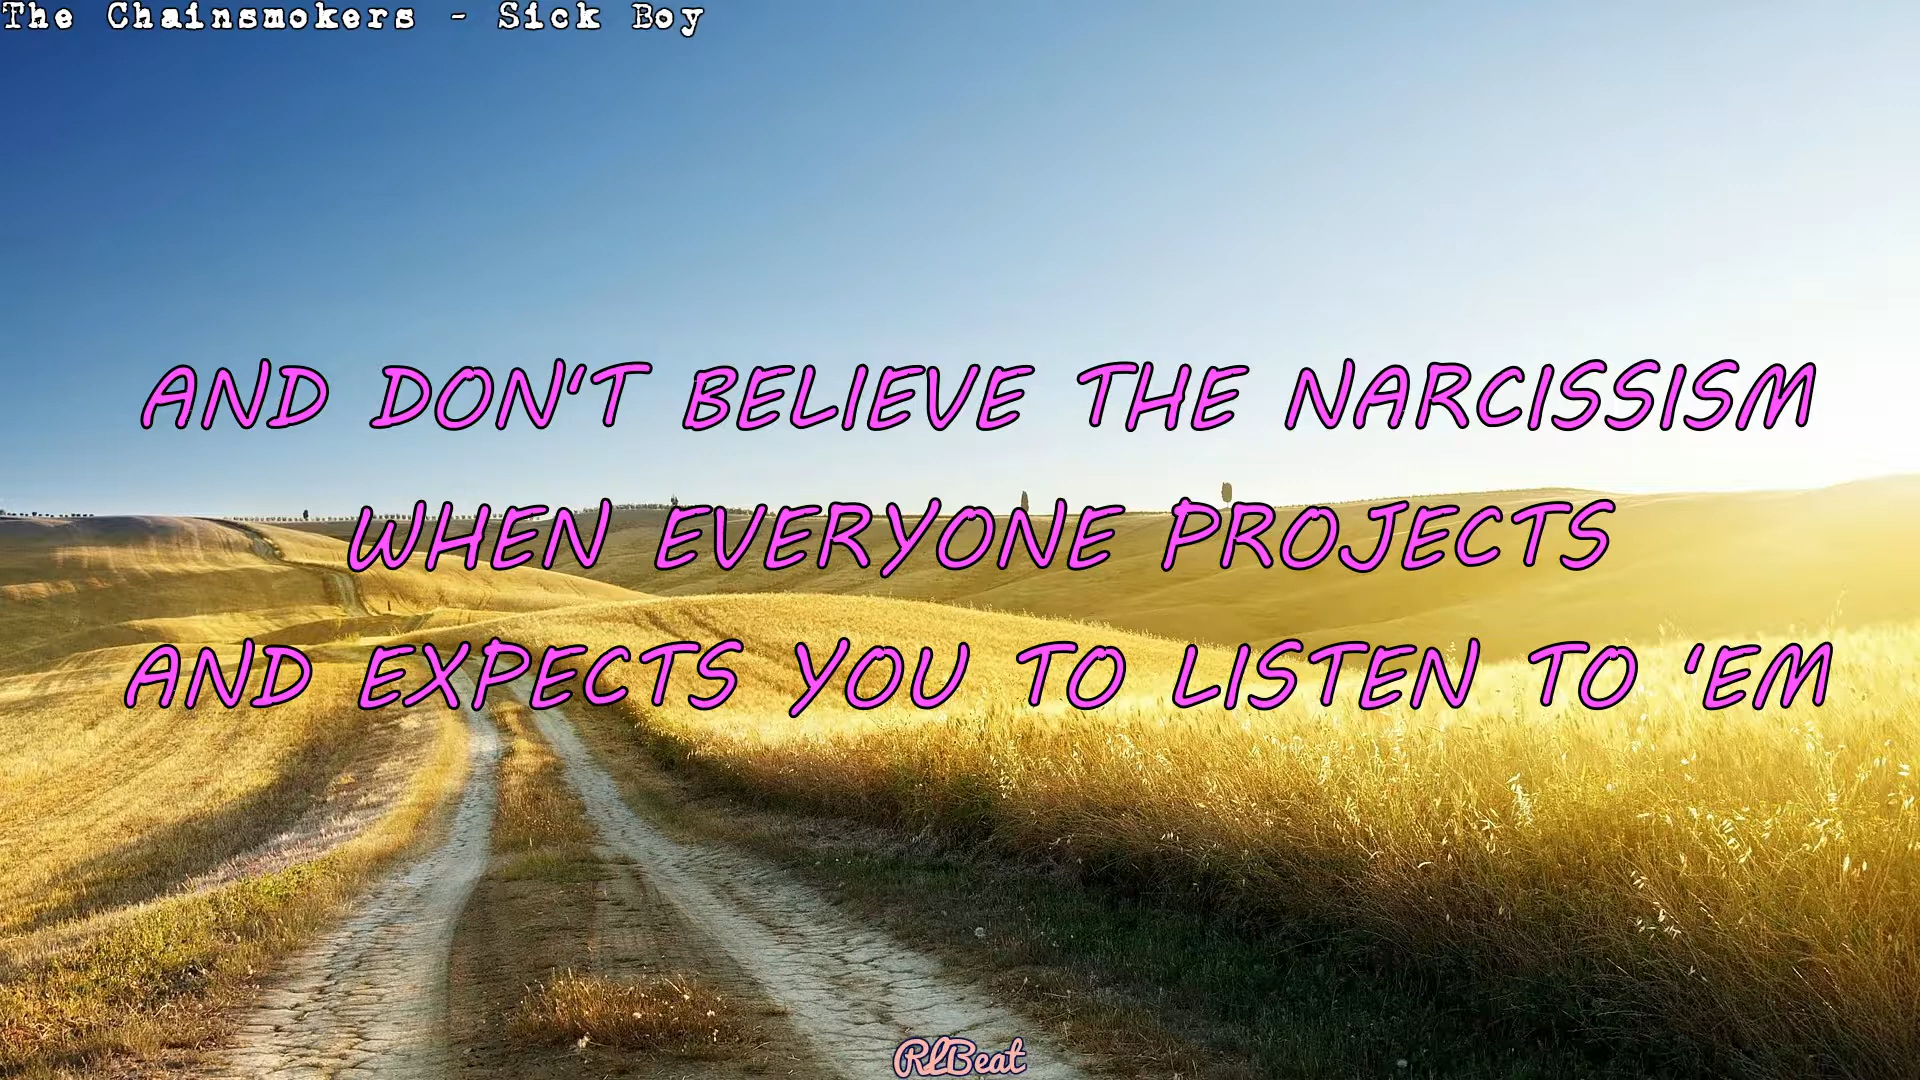 The Chainsmokers - Sick Boy
AND DON'T BELIEVE THE NARCISSISM
WHEN EVERYONE PROJECTS
AND EXPECTS YOU TO LISTEN TO 'EM
RLBeat